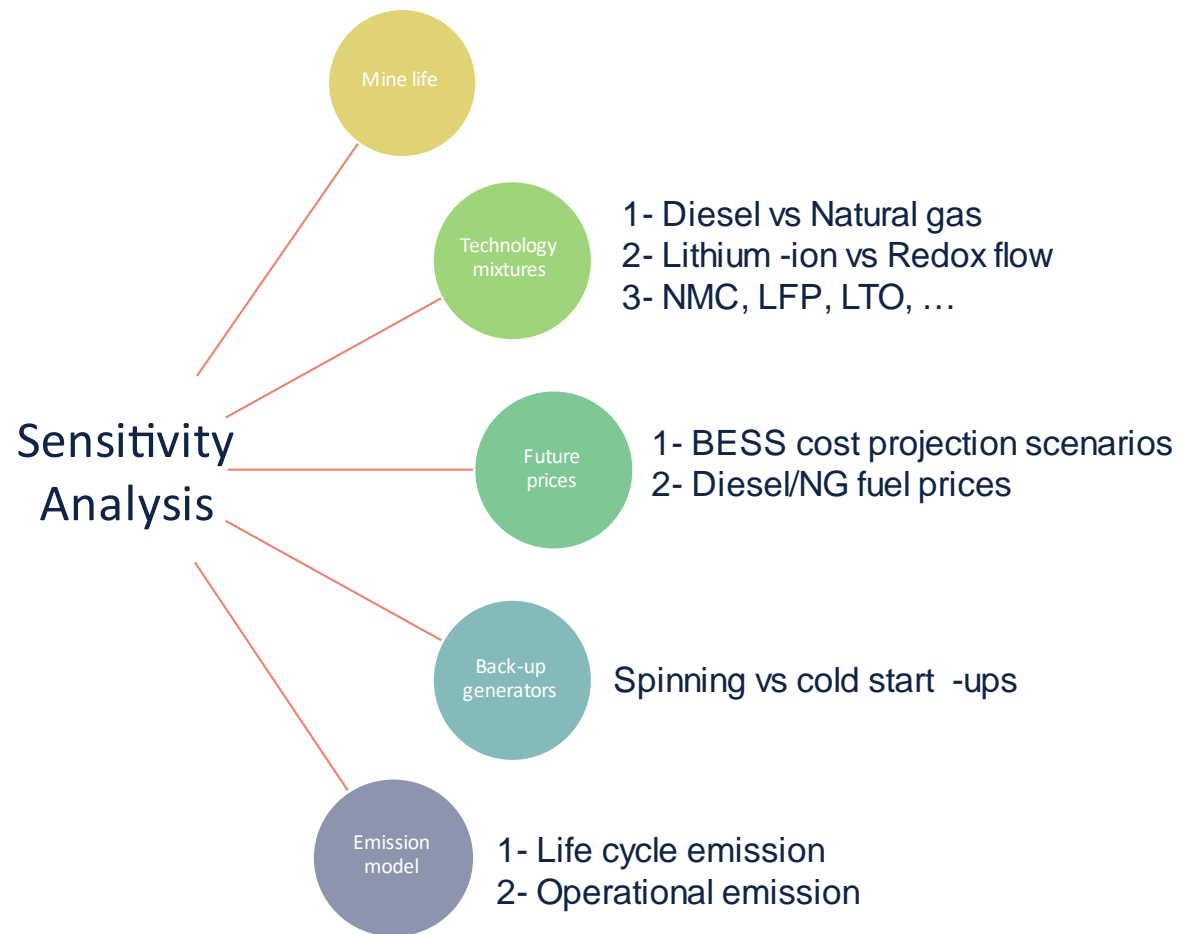 Mine life
Technology
mixtures
1- Diesel vs Natural gas
2- Lithium -ion vs Redox flow
3- NMC, LFP, LTO, …
Sensitivity
Analysis
Future
prices
1- BESS cost projection scenarios
2- Diesel/NG fuel prices
Back-up
generators
Spinning vs cold start -ups
Emission
model
1- Life cycle emission
2- Operational emission